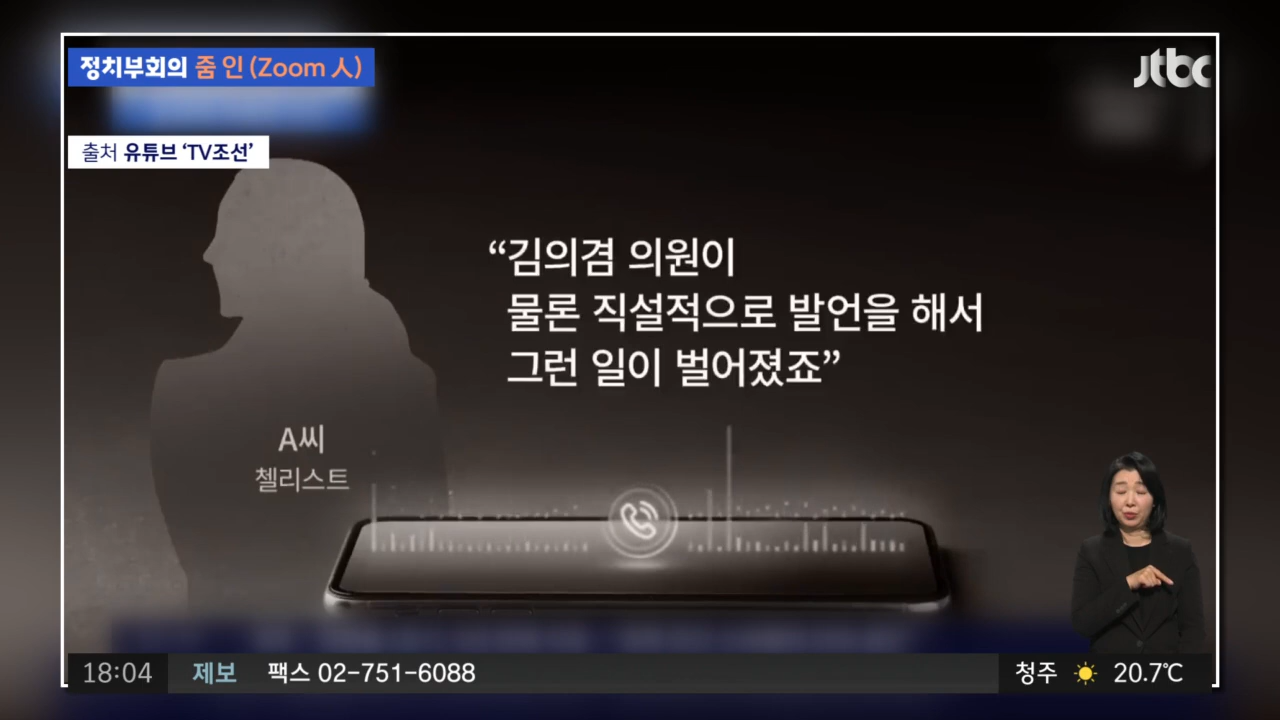 정치부회의 줌 인 (Zoom 人)
jtbc
출처 유튜브 ‘TV조선’
“김의겸 의원이
물론 직설적으로 발언을 해서
그런 일이 벌어졌죠”
A씨
첼리스트
18:04 제보 팩스 02-751-6088 청주 20.7℃